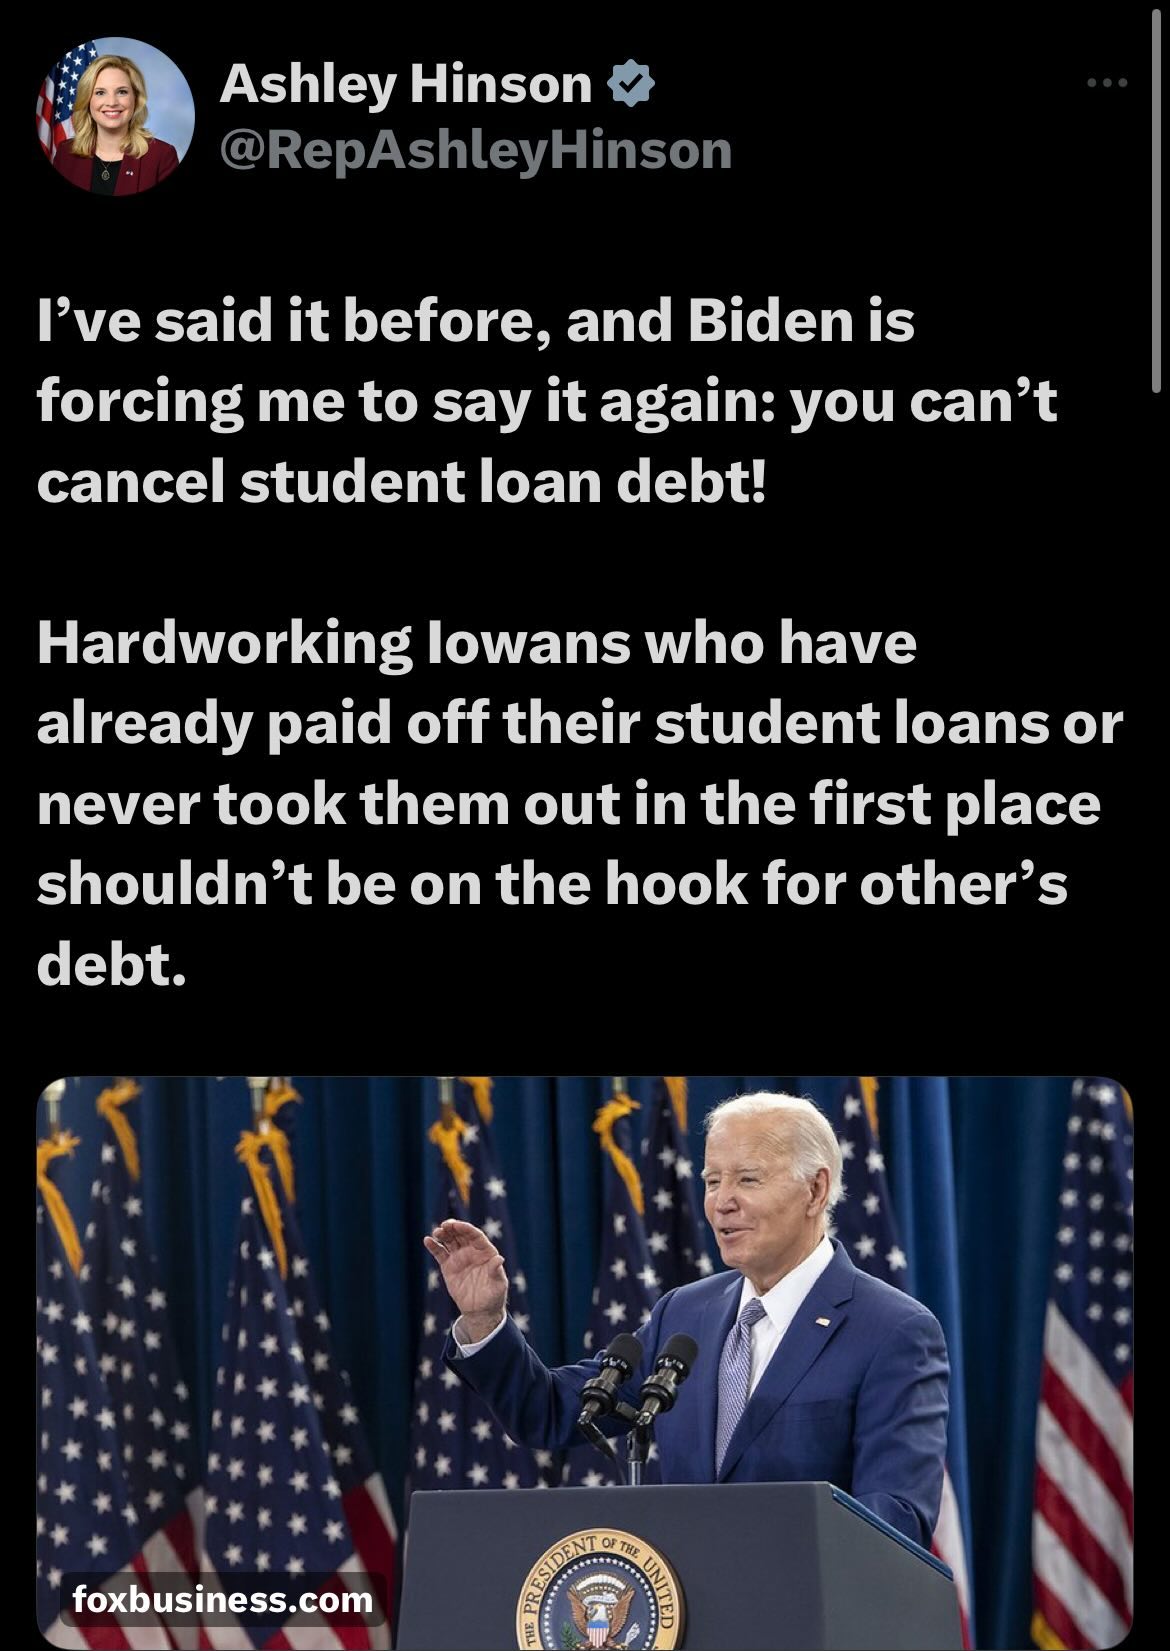 Ashley Hinson
@RepAshleyHinson
I’ve said it before, and Biden is
forcing me to say it again: you can’t
cancel student loan debt!
Hardworking Iowans who have
already paid off their student loans or
never took them out in the first place
shouldn’t be on the hook for other’s
debt.
THE PRESIDENT OF THE UNITED
foxbusiness.com